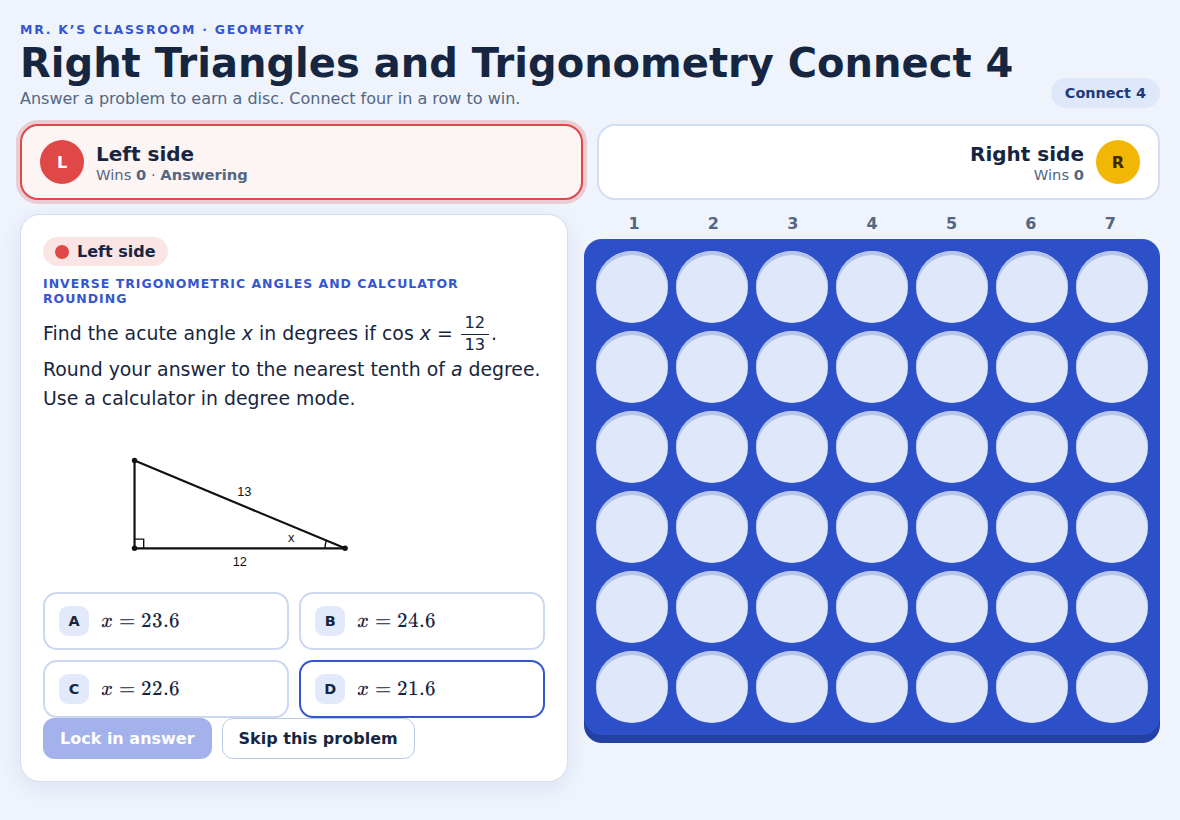 MR. K’S CLASSROOM · GEOMETRY
Right Triangles and Trigonometry Connect 4
Answer a problem to earn a disc. Connect four in a row to win.
Connect 4
L
Left side
Wins 0 · Answering
Right side
Wins 0
R
Left side
INVERSE TRIGONOMETRIC ANGLES AND CALCULATOR
ROUNDING
Find the acute angle x in degrees if cos x = 12/13.
Round your answer to the nearest tenth of a degree.
Use a calculator in degree mode.
13
x
12
A x = 23.6
B x = 24.6
C x = 22.6
D x = 21.6
Lock in answer
Skip this problem
1 2 3 4 5 6 7